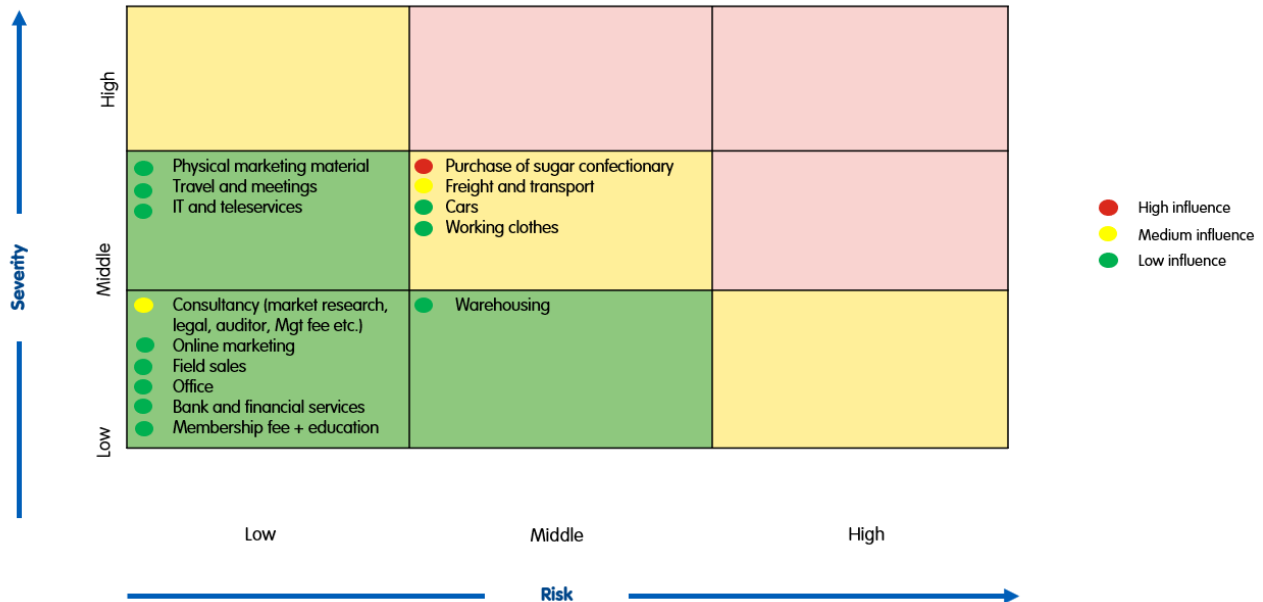 High
Physical marketing material
Travel and meetings
IT and teleservices
Purchase of sugar confectionary
Freight and transport
Cars
Working clothes
High influence
Medium influence
Low influence
Severity
Middle
Consultancy (market research,
legal, auditor, Mgt fee etc.)
Online marketing
Field sales
Office
Bank and financial services
Membership fee + education
Warehousing
Low
Low
Middle
High
Risk